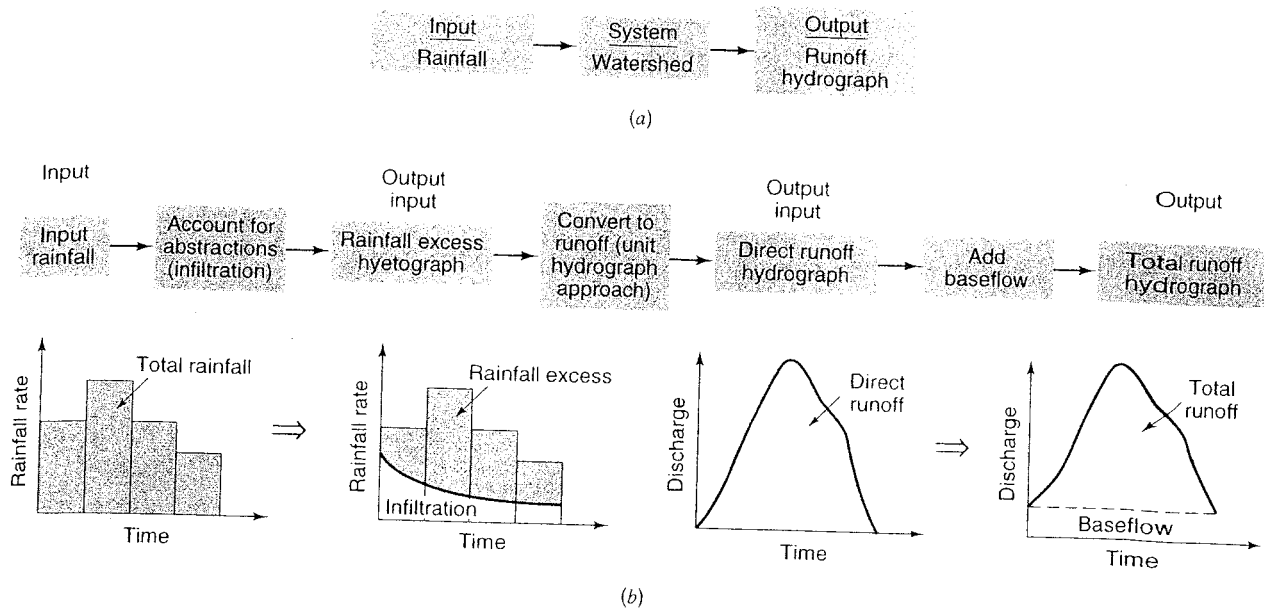 Input
Rainfall
System
Watershed
Output
Runoff
hydrograph
(a)
Input
Output
input
Output
input
Output
Input
rainfall
Account for
abstractions
(infiltration)
Rainfall excess
hyetograph
Convert to
runoff (unit
hydrograph
approach)
Direct runoff
hydrograph
Add
baseflow
Total runoff
hydrograph
Rainfall rate
Total rainfall
Time
Rainfall rate
Rainfall excess
Infiltration
Time
Discharge
Direct
runoff
Time
Discharge
Total
runoff
Baseflow
Time
(b)